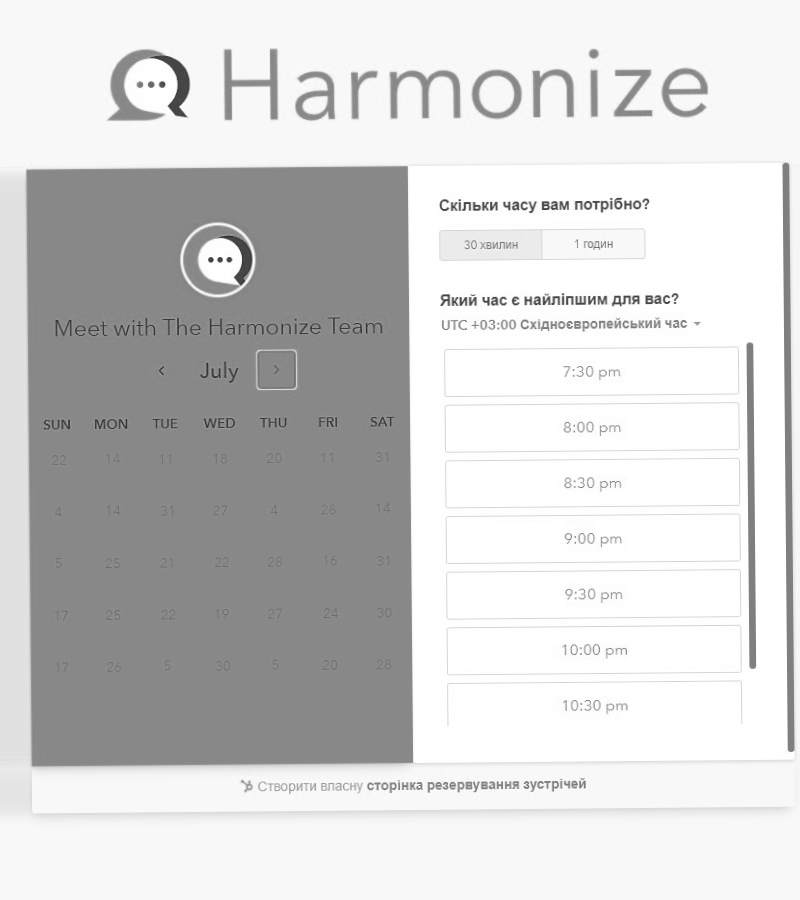 Harmonize
Meet with The Harmonize Team
July
SUN MON TUE WED THU FRI SAT
22 14 11 18 20 11 31
4 14 31 27 4 28 14
5 25 21 22 28 16 31
17 25 22 19 27 24 30
17 26 5 30 5 20 28
Скільки часу вам потрібно?
30 хвилин 1 годин
Який час є найліпшим для вас?
UTC +03:00 Східноєвропейський час
7:30 pm
8:00 pm
8:30 pm
9:00 pm
9:30 pm
10:00 pm
10:30 pm
Створити власну сторінка резервування зустрічей